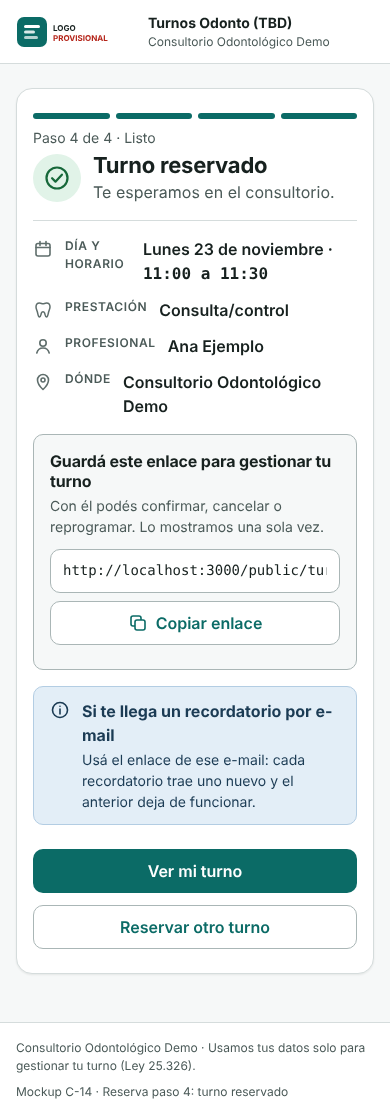 LOGO
PROVISIONAL
Turnos Odonto (TBD)
Consultorio Odontológico Demo
Paso 4 de 4 · Listo
Turno reservado
Te esperamos en el consultorio.
DÍA Y
HORARIO
Lunes 23 de noviembre ·
11:00 a 11:30
PRESTACIÓN Consulta/control
PROFESIONAL Ana Ejemplo
DÓNDE Consultorio Odontológico
Demo
Guardá este enlace para gestionar tu
turno
Con él podés confirmar, cancelar o
reprogramar. Lo mostramos una sola vez.
http://localhost:3000/public/tur
Copiar enlace
Si te llega un recordatorio por e-
mail
Usá el enlace de ese e-mail: cada
recordatorio trae uno nuevo y el
anterior deja de funcionar.
Ver mi turno
Reservar otro turno
Consultorio Odontológico Demo · Usamos tus datos solo para
gestionar tu turno (Ley 25.326).
Mockup C-14 · Reserva paso 4: turno reservado